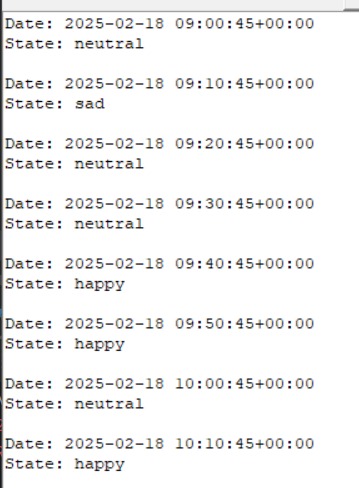 Date: 2025-02-18 09:00:45+00:00
State: neutral
Date: 2025-02-18 09:10:45+00:00
State: sad
Date: 2025-02-18 09:20:45+00:00
State: neutral
Date: 2025-02-18 09:30:45+00:00
State: neutral
Date: 2025-02-18 09:40:45+00:00
State: happy
Date: 2025-02-18 09:50:45+00:00
State: happy
Date: 2025-02-18 10:00:45+00:00
State: neutral
Date: 2025-02-18 10:10:45+00:00
State: happy